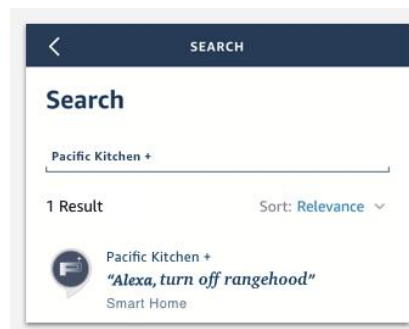 SEARCH
Search
Pacific Kitchen +
1 Result
Sort: Relevance
Pacific Kitchen +
“Alexa, turn off rangehood”
Smart Home